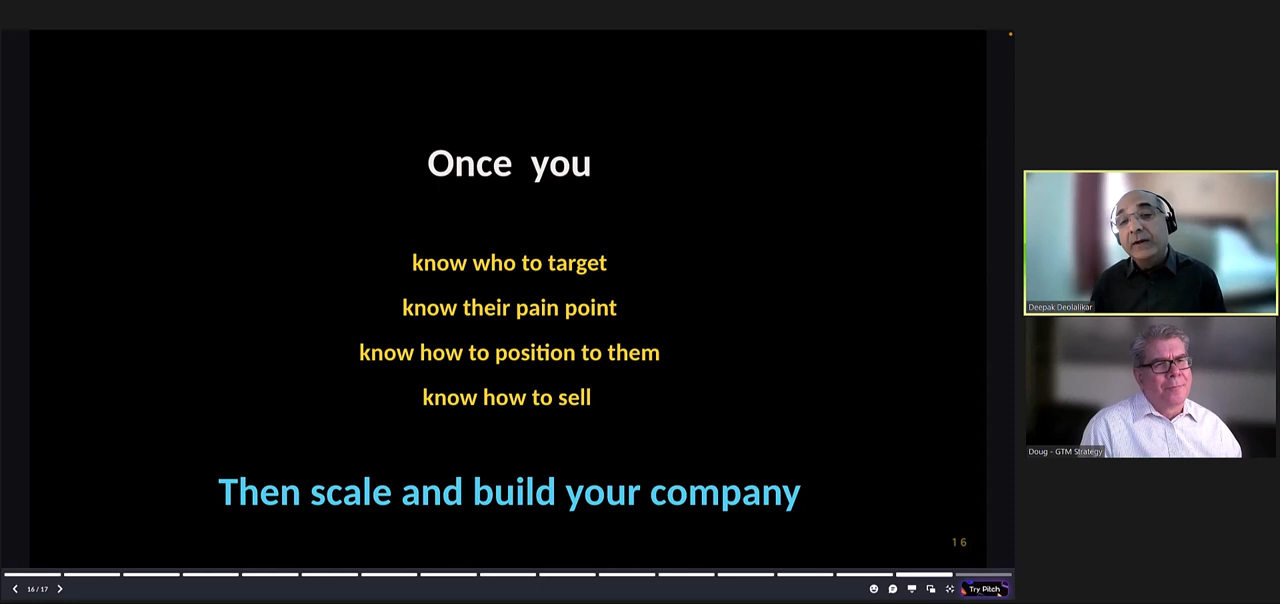 Once you
know who to target
know their pain point
know how to position to them
know how to sell
Then scale and build your company
16
16 / 17
Try Pitch
Deepak Deolalikar
Doug - GTM Strategy